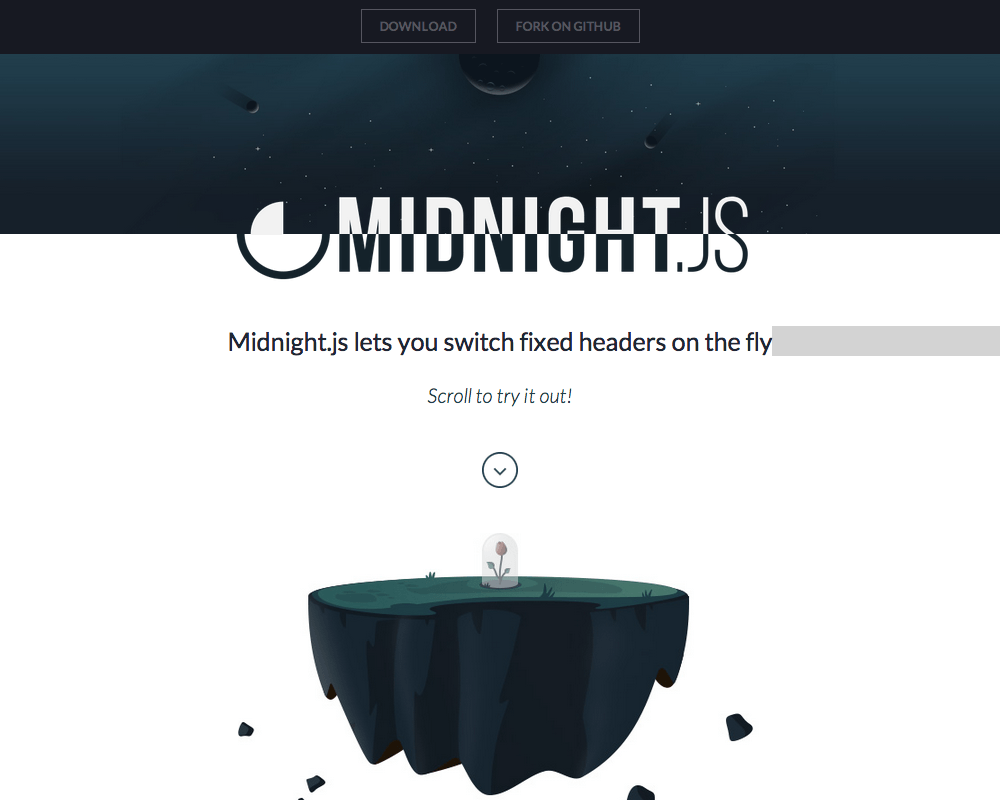 DOWNLOAD
FORK ON GITHUB
MIDNIGHT.JS
Midnight.js lets you switch fixed headers on the fly
Scroll to try it out!